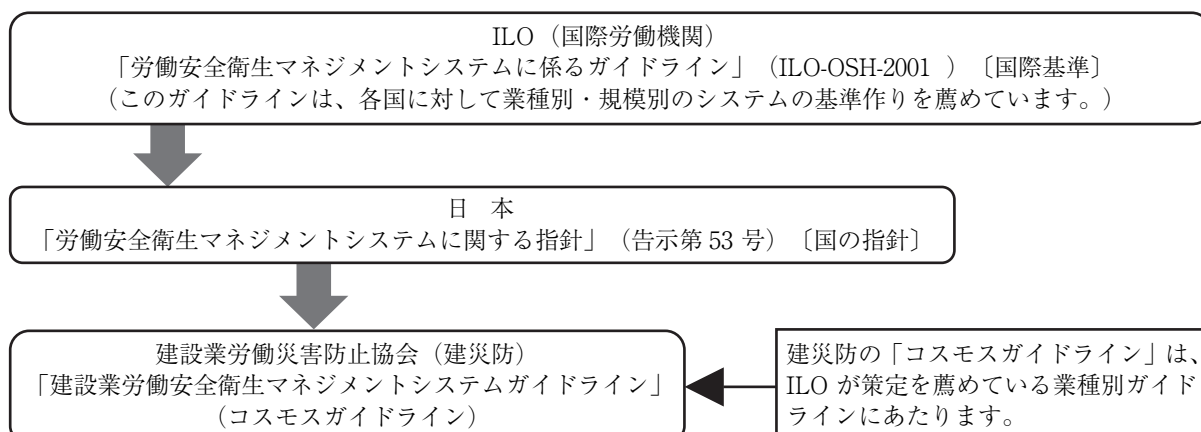 ILO（国際労働機関）
「労働安全衛生マネジメントシステムに係るガイドライン」（ILO-OSH-2001 ）〔国際基準〕
（このガイドラインは、各国に対して業種別・規模別のシステムの基準作りを薦めています。）
日　本
「労働安全衛生マネジメントシステムに関する指針」（告示第 53 号）〔国の指針〕
建設業労働災害防止協会（建災防）
「建設業労働安全衛生マネジメントシステムガイドライン」
（コスモスガイドライン）
建災防の「コスモスガイドライン」は、
ILO が策定を薦めている業種別ガイド
ラインにあたります。